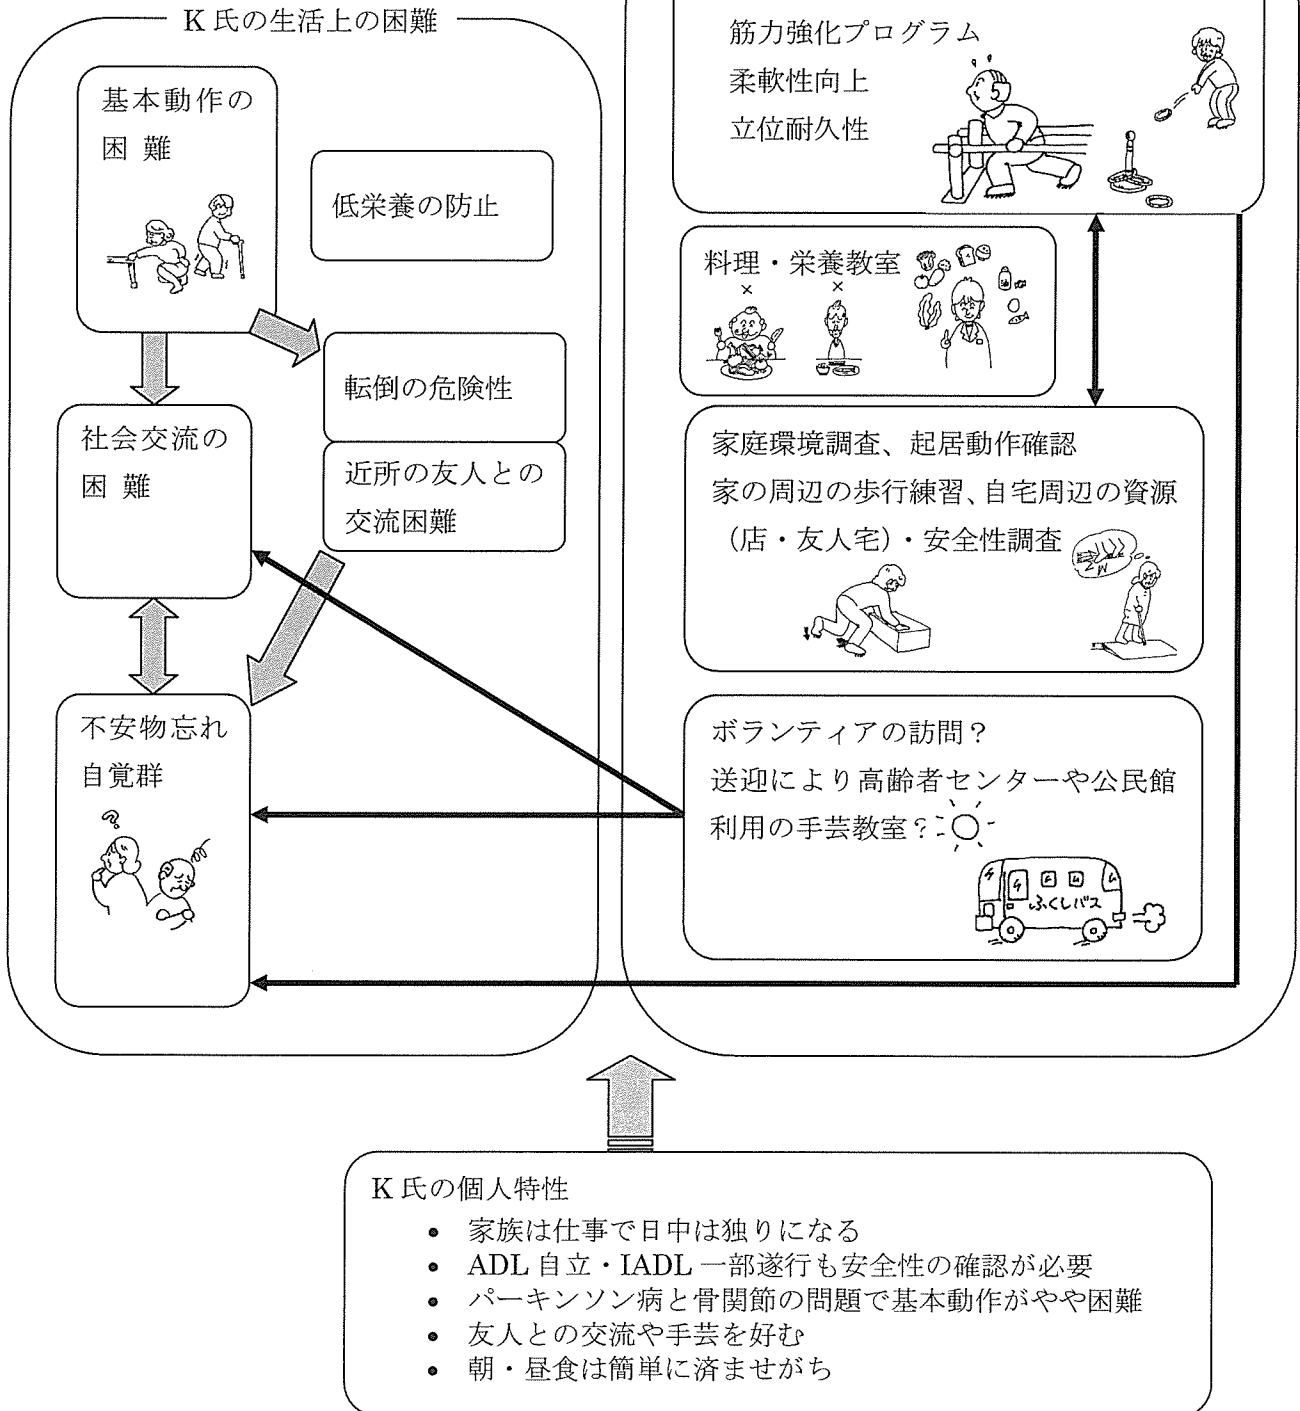 K 氏の生活上の困難
基本動作の
困 難
低栄養の防止
転倒の危険性
社会交流の
困 難
近所の友人との
交流困難
不安物忘れ
自覚群
?
筋力強化プログラム
柔軟性向上
立位耐久性
料理・栄養教室
× ×
家庭環境調査、起居動作確認
家の周辺の歩行練習、自宅周辺の資源
（店・友人宅）・安全性調査
ボランティアの訪問？
送迎により高齢者センターや公民館
利用の手芸教室？
ふくしバス
K 氏の個人特性
• 家族は仕事で日中は独りになる
• ADL 自立・IADL 一部遂行も安全性の確認が必要
• パーキンソン病と骨関節の問題で基本動作がやや困難
• 友人との交流や手芸を好む
• 朝・昼食は簡単に済ませがち